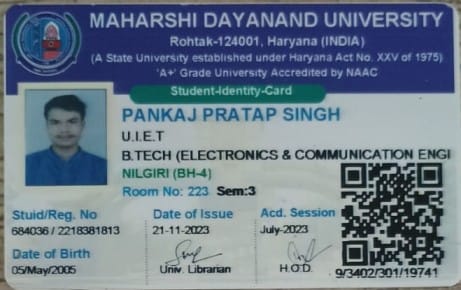 MAHARSHI DAYANAND UNIVERSITY
Rohtak-124001, Haryana (INDIA)
(A State University established under Haryana Act No. XXV of 1975)
'A+' Grade University Accredited by NAAC
Student-Identity-Card
PANKAJ PRATAP SINGH
U.I.E.T
B.TECH (ELECTRONICS & COMMUNICATION ENGI
NILGIRI (BH-4)
Room No: 223 Sem:3
Stuid/Reg. No Date of Issue Acd. Session
684036 / 2218381813 21-11-2023 July-2023
Date of Birth
05/May/2005 Univ. Librarian H.O.D. 9/3402/301/19741